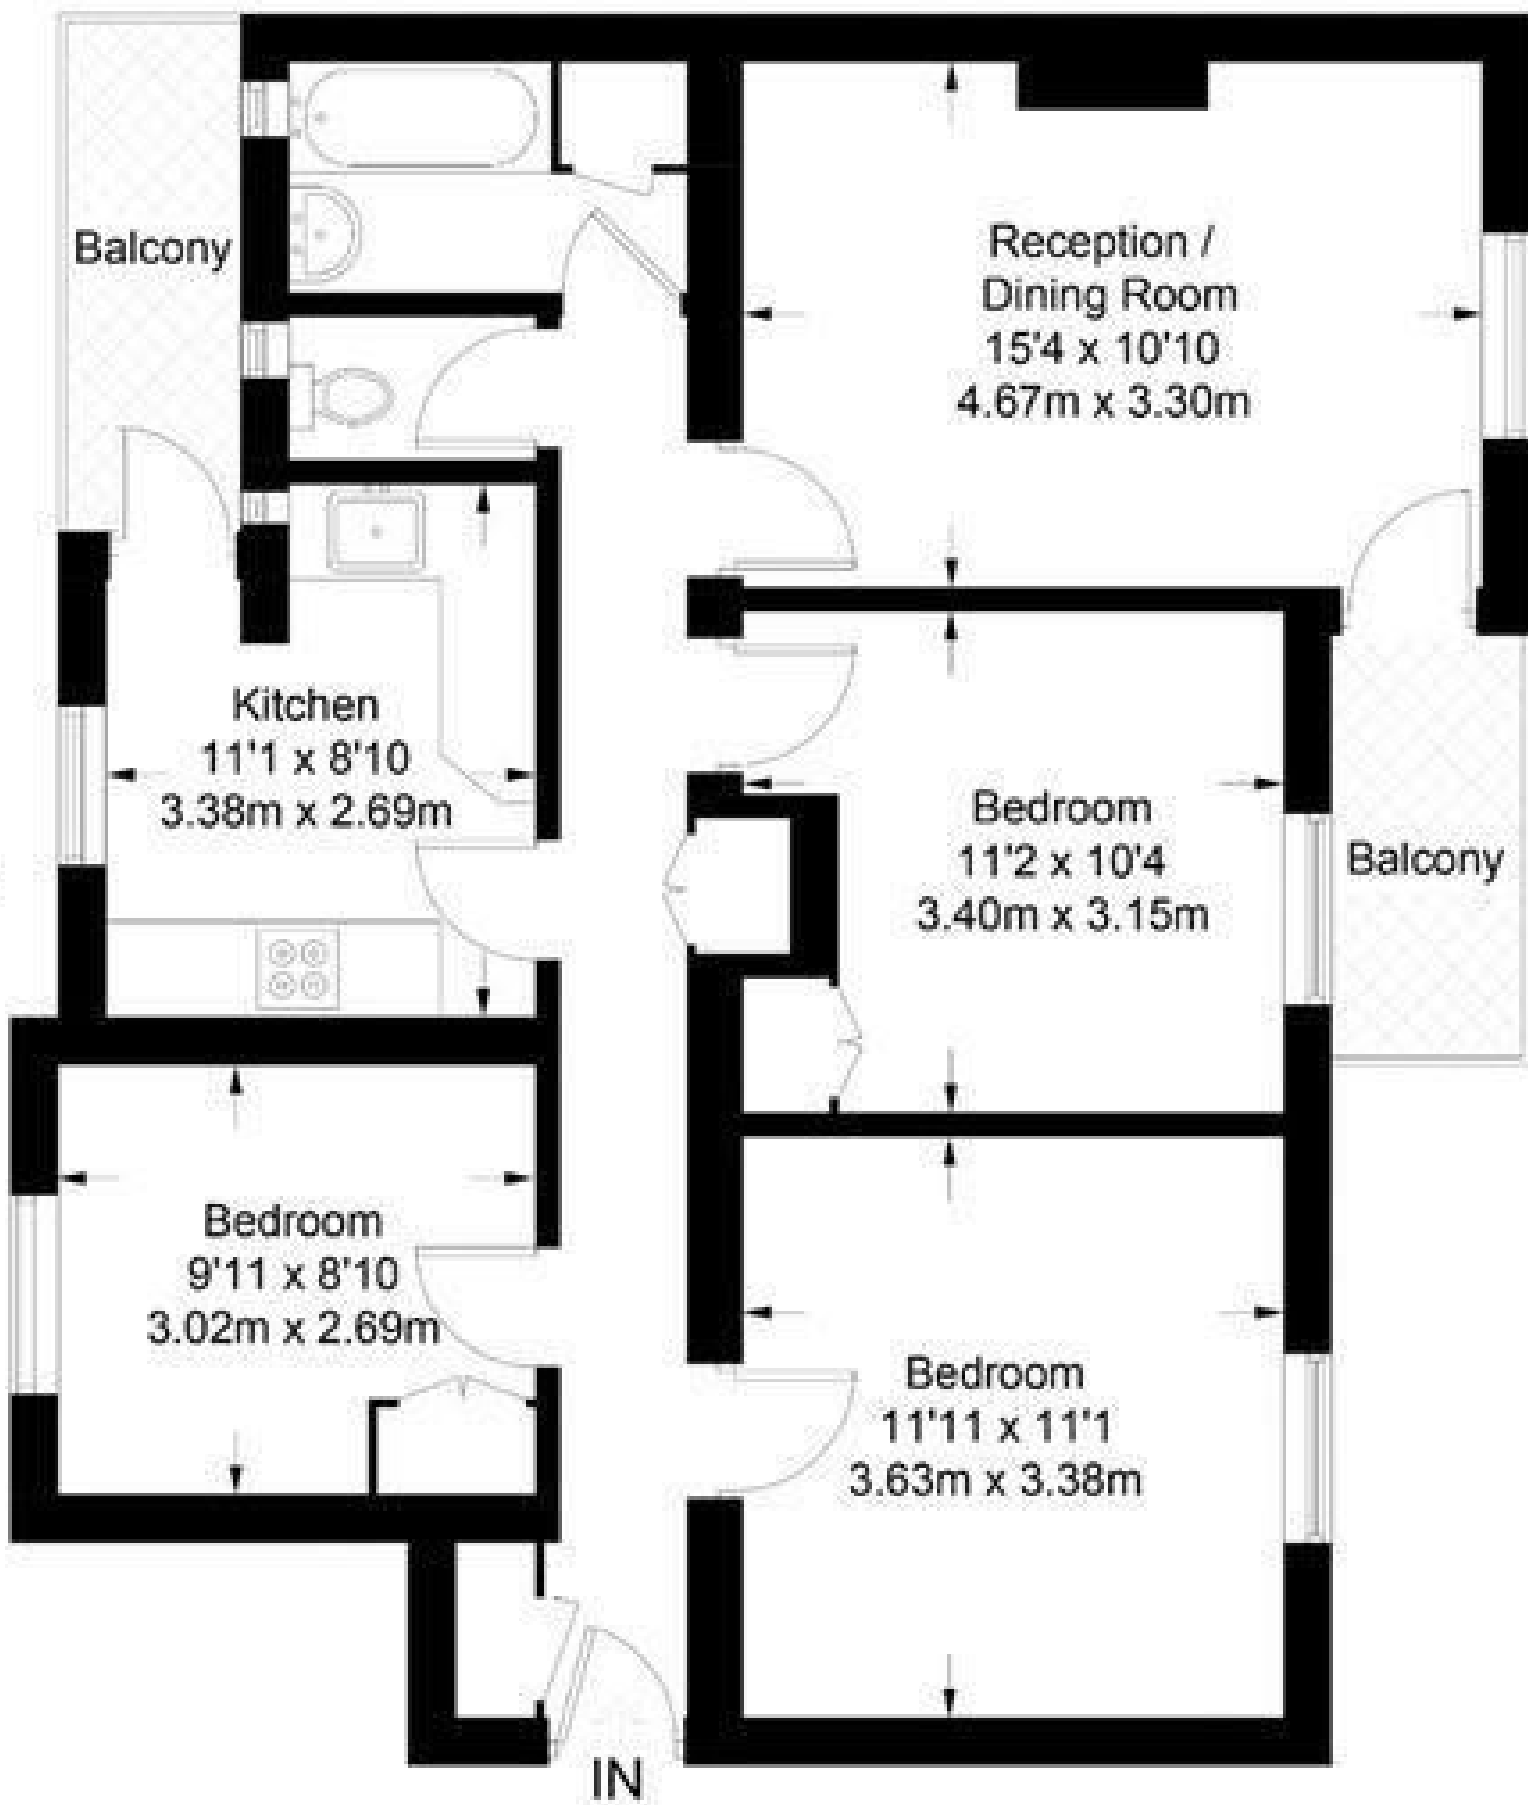 Balcony
Reception /
Dining Room
15'4 x 10'10
4.67m x 3.30m
Kitchen
11'1 x 8'10
3.38m x 2.69m
Bedroom
11'2 x 10'4
3.40m x 3.15m
Balcony
Bedroom
9'11 x 8'10
3.02m x 2.69m
Bedroom
11'11 x 11'1
3.63m x 3.38m
IN